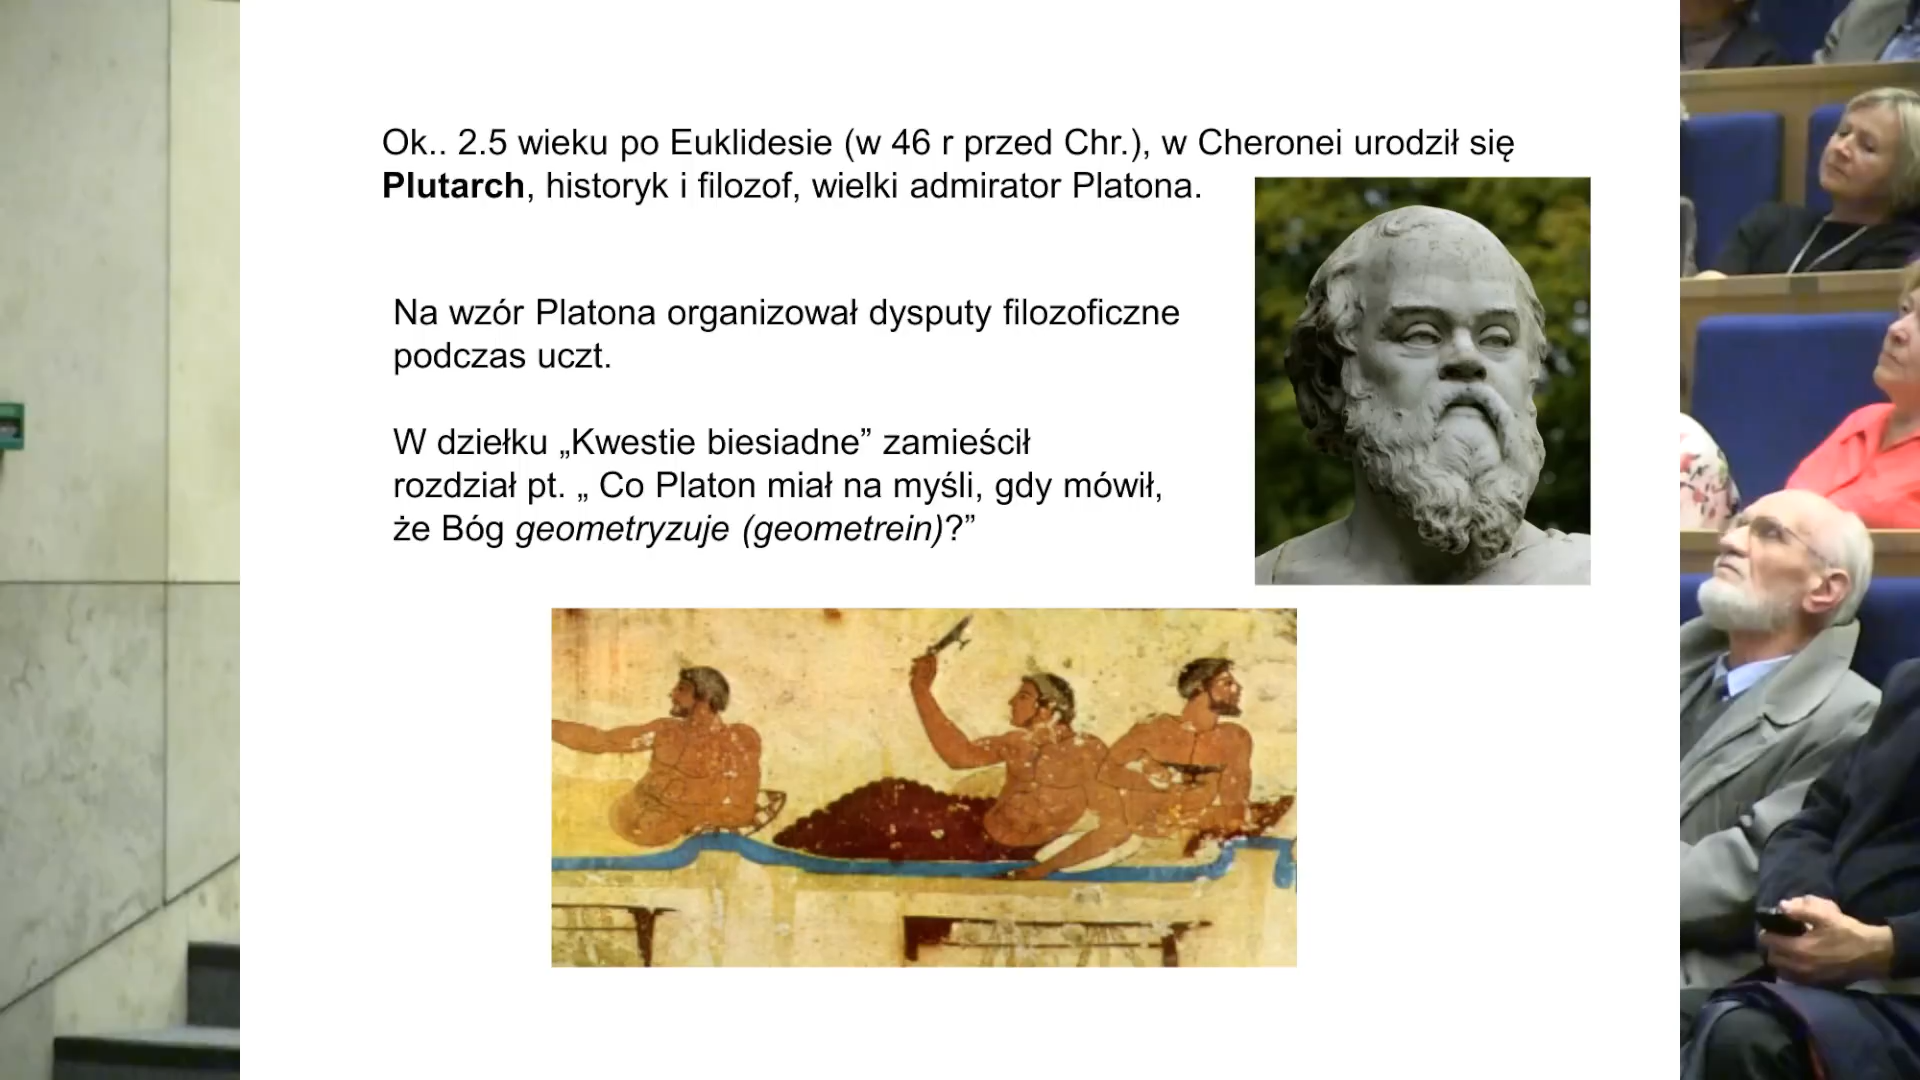 Ok.. 2.5 wieku po Euklidesie (w 46 r przed Chr.), w Cheronei urodził się
Plutarch, historyk i filozof, wielki admirator Platona.
Na wzór Platona organizował dysputy filozoficzne
podczas uczt.
W dziełku „Kwestie biesiadne” zamieścił
rozdział pt. „ Co Platon miał na myśli, gdy mówił,
że Bóg geometryzuje (geometrein)?”